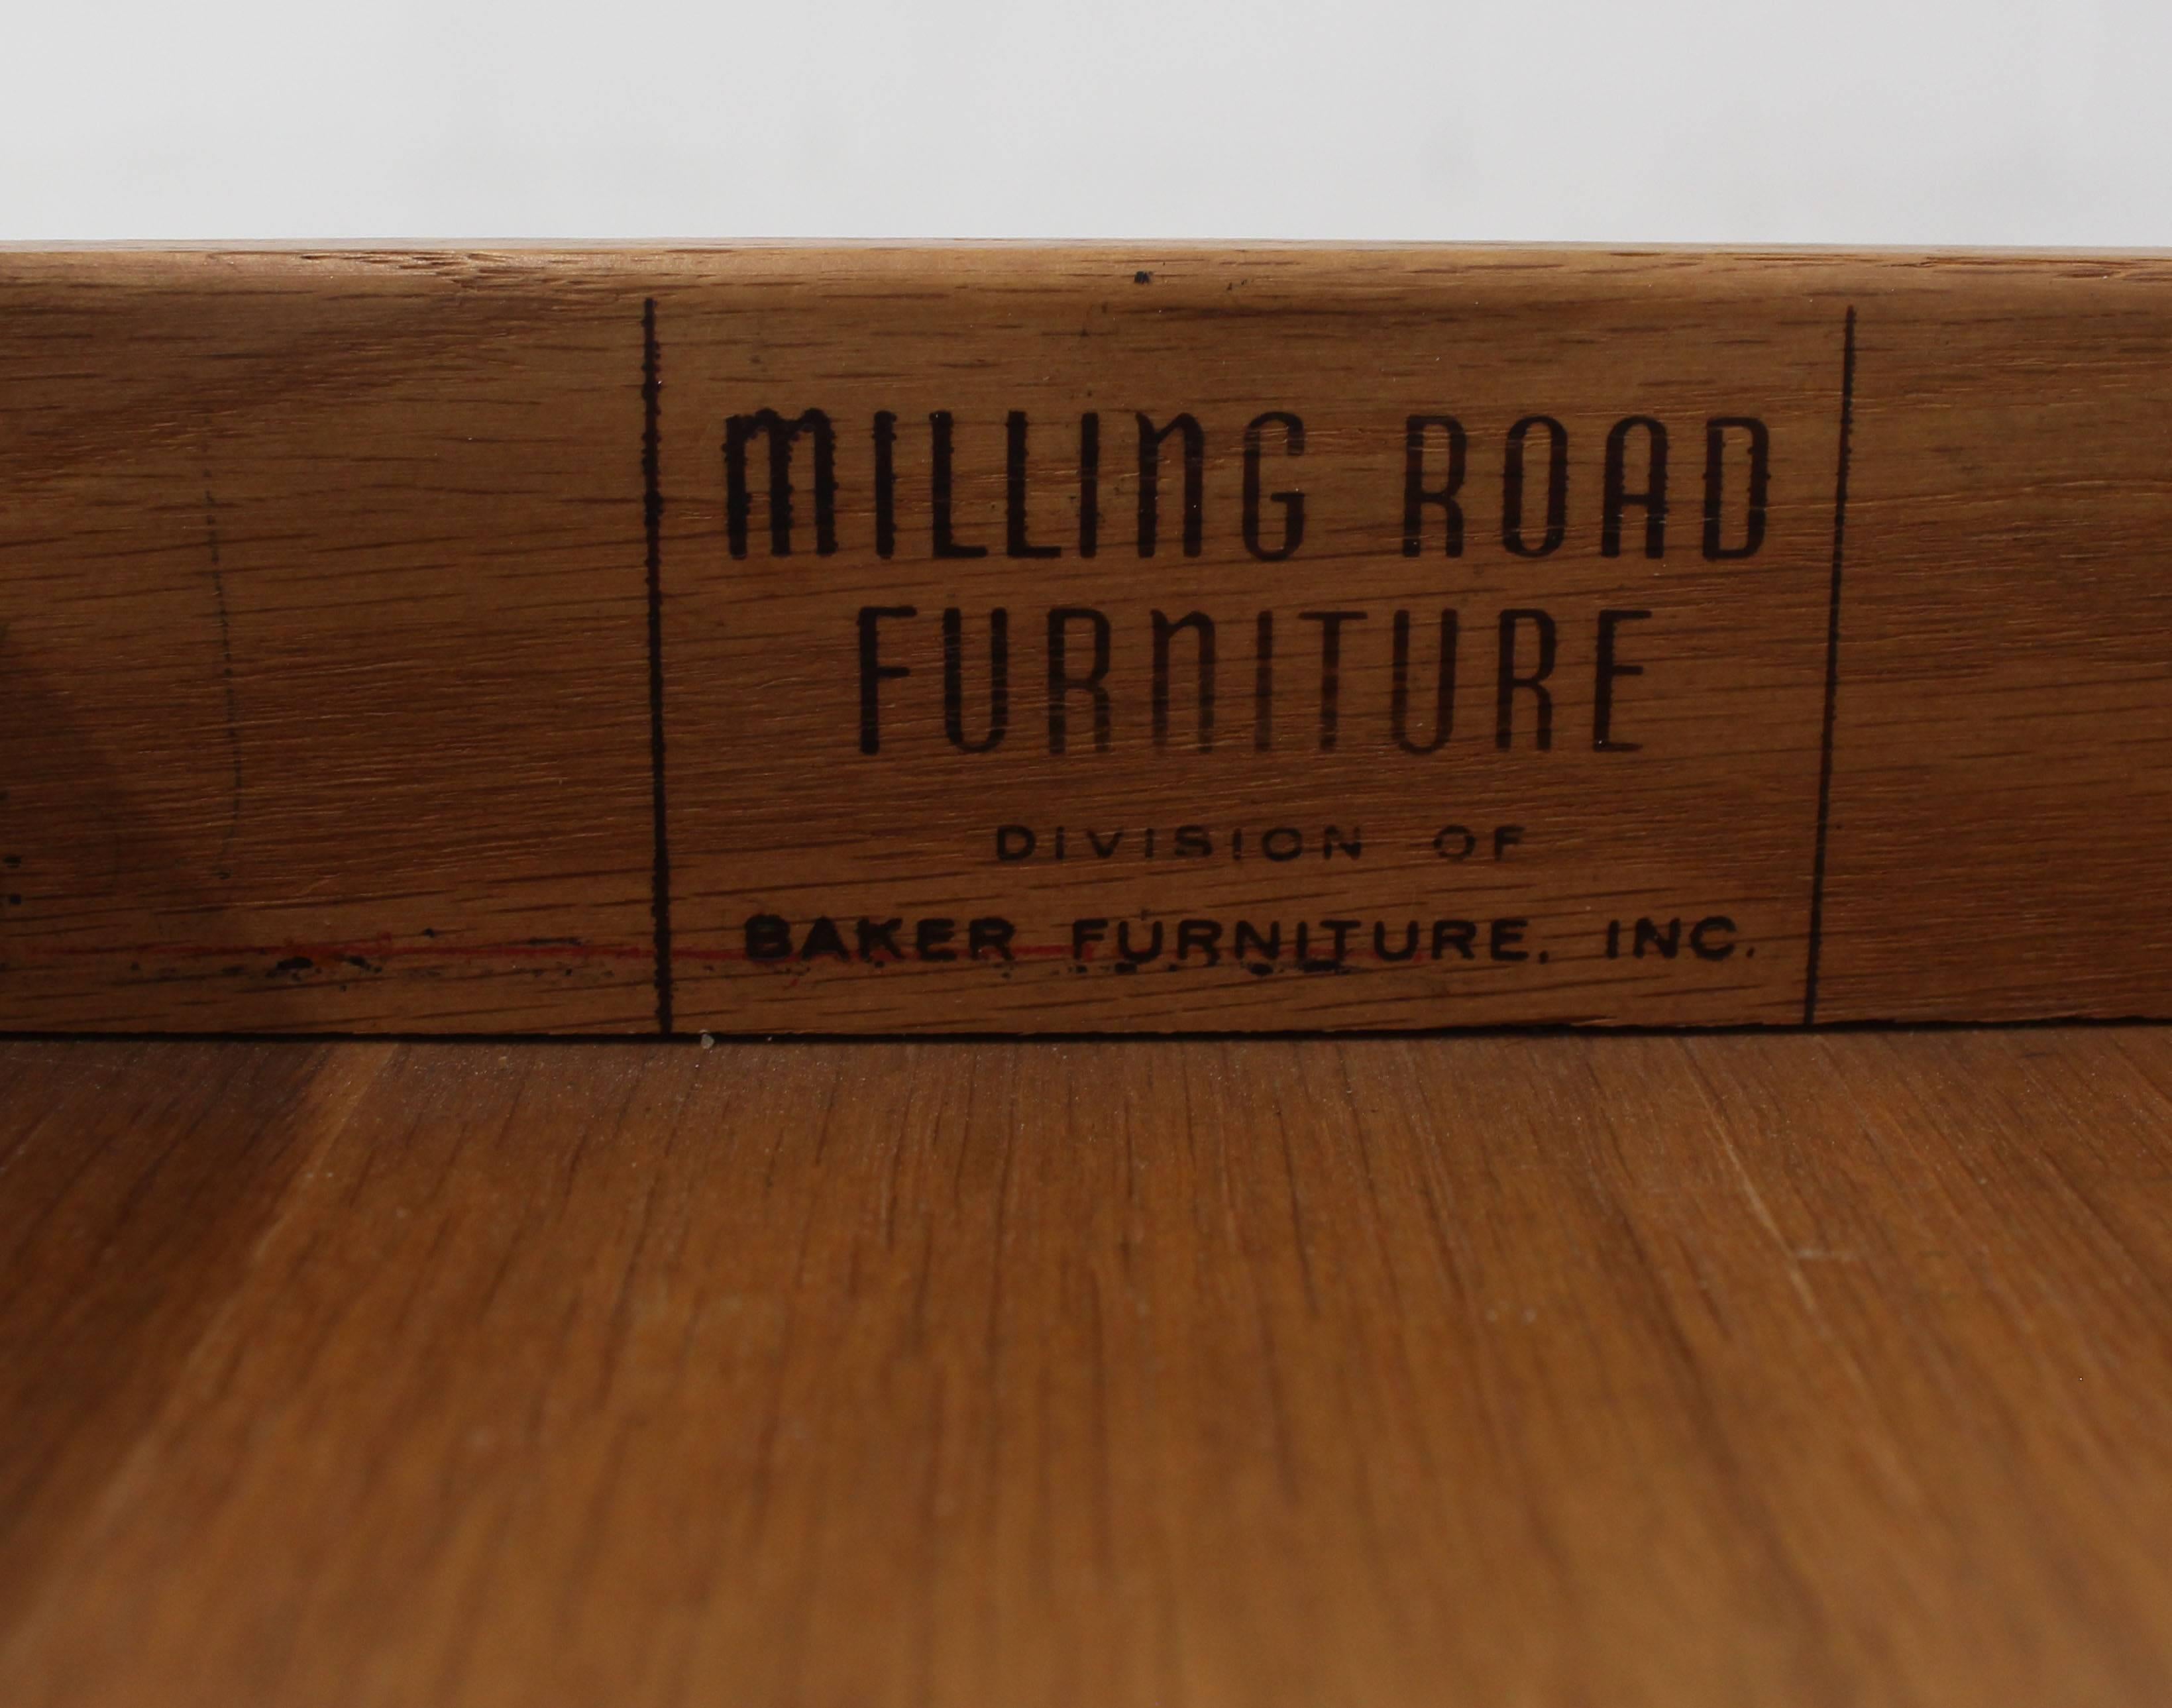 MILLING ROAD
FURNITURE
DIVISION OF
BAKER FURNITURE, INC.